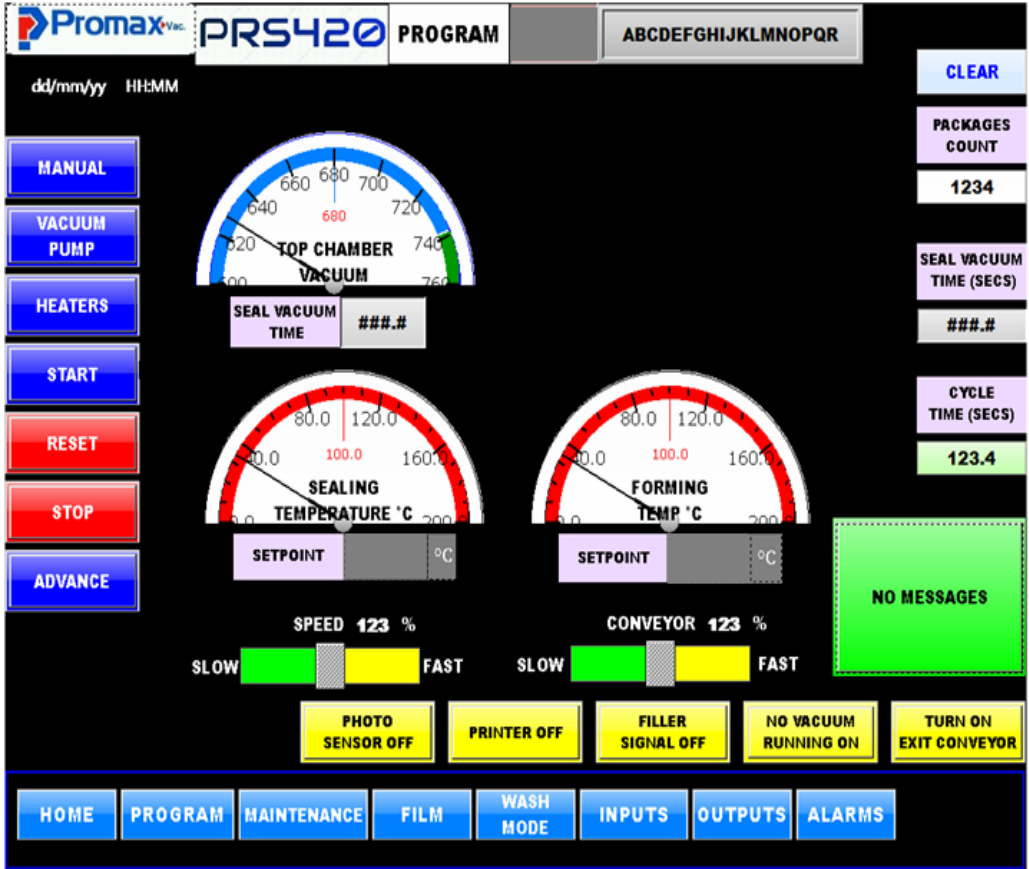 Promax Vac.
PRS420
PROGRAM
ABCDEFGHIJKLMNOPQR
dd/mm/yy HH:MM
CLEAR
PACKAGES
COUNT
1234
MANUAL
VACUUM
PUMP
HEATERS
START
RESET
STOP
ADVANCE
640
660
680
700
720
740
680
TOP CHAMBER
VACUUM
SEAL VACUUM
TIME
###.#
SEAL VACUUM
TIME (SECS)
###.#
CYCLE
TIME (SECS)
123.4
80.0
120.0
160.0
100.0
SEALING
TEMPERATURE °C
200.0
SETPOINT
°C
80.0
120.0
160.0
100.0
FORMING
TEMP °C
200.0
SETPOINT
°C
NO MESSAGES
SPEED 123 %
SLOW
FAST
CONVEYOR 123 %
SLOW
FAST
PHOTO
SENSOR OFF
PRINTER OFF
FILLER
SIGNAL OFF
NO VACUUM
RUNNING ON
TURN ON
EXIT CONVEYOR
HOME
PROGRAM
MAINTENANCE
FILM
WASH
MODE
INPUTS
OUTPUTS
ALARMS